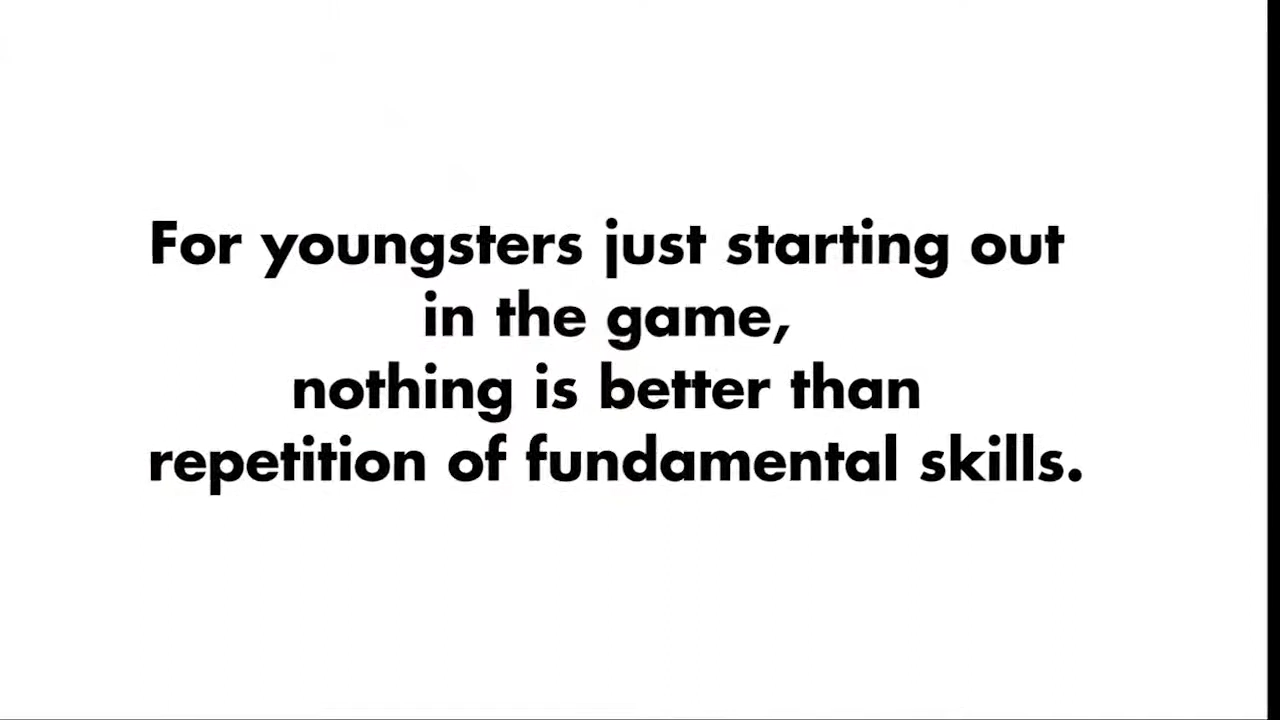 For youngsters just starting out
in the game,
nothing is better than
repetition of fundamental skills.